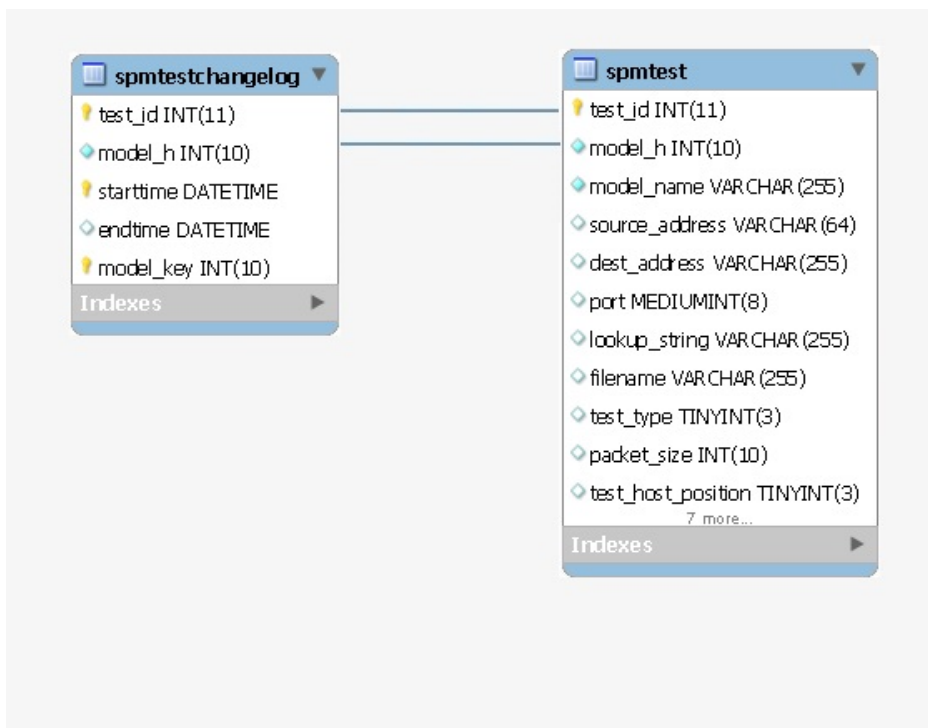 spmtestchangelog
test_id INT(11)
model_h INT(10)
starttime DATETIME
endtime DATETIME
model_key INT(10)
Indexes
spmtest
test_id INT(11)
model_h INT(10)
model_name VARCHAR(255)
source_address VARCHAR(64)
dest_address VARCHAR(255)
port MEDIUMINT(8)
lookup_string VARCHAR(255)
filename VARCHAR(255)
test_type TINYINT(3)
packet_size INT(10)
test_host_position TINYINT(3)
7 more...
Indexes